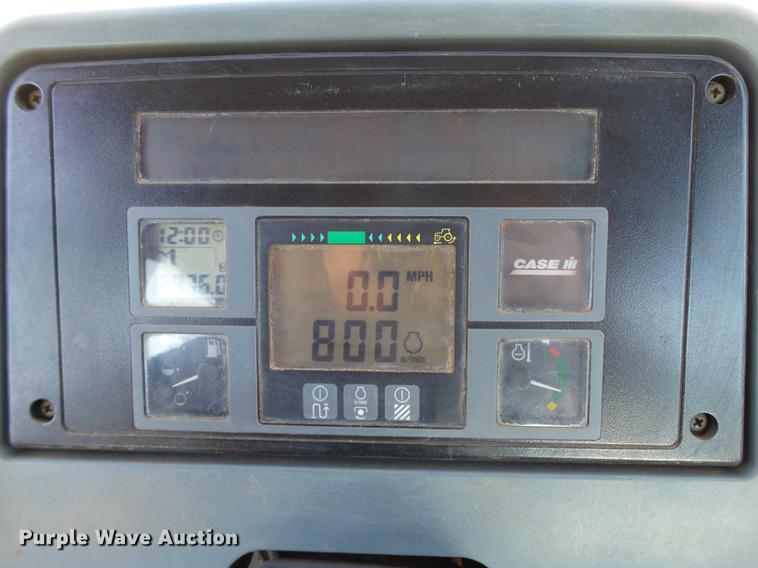 12:00
0.0 MPH
800 n/min
CASE IH
Purple Wave Auction